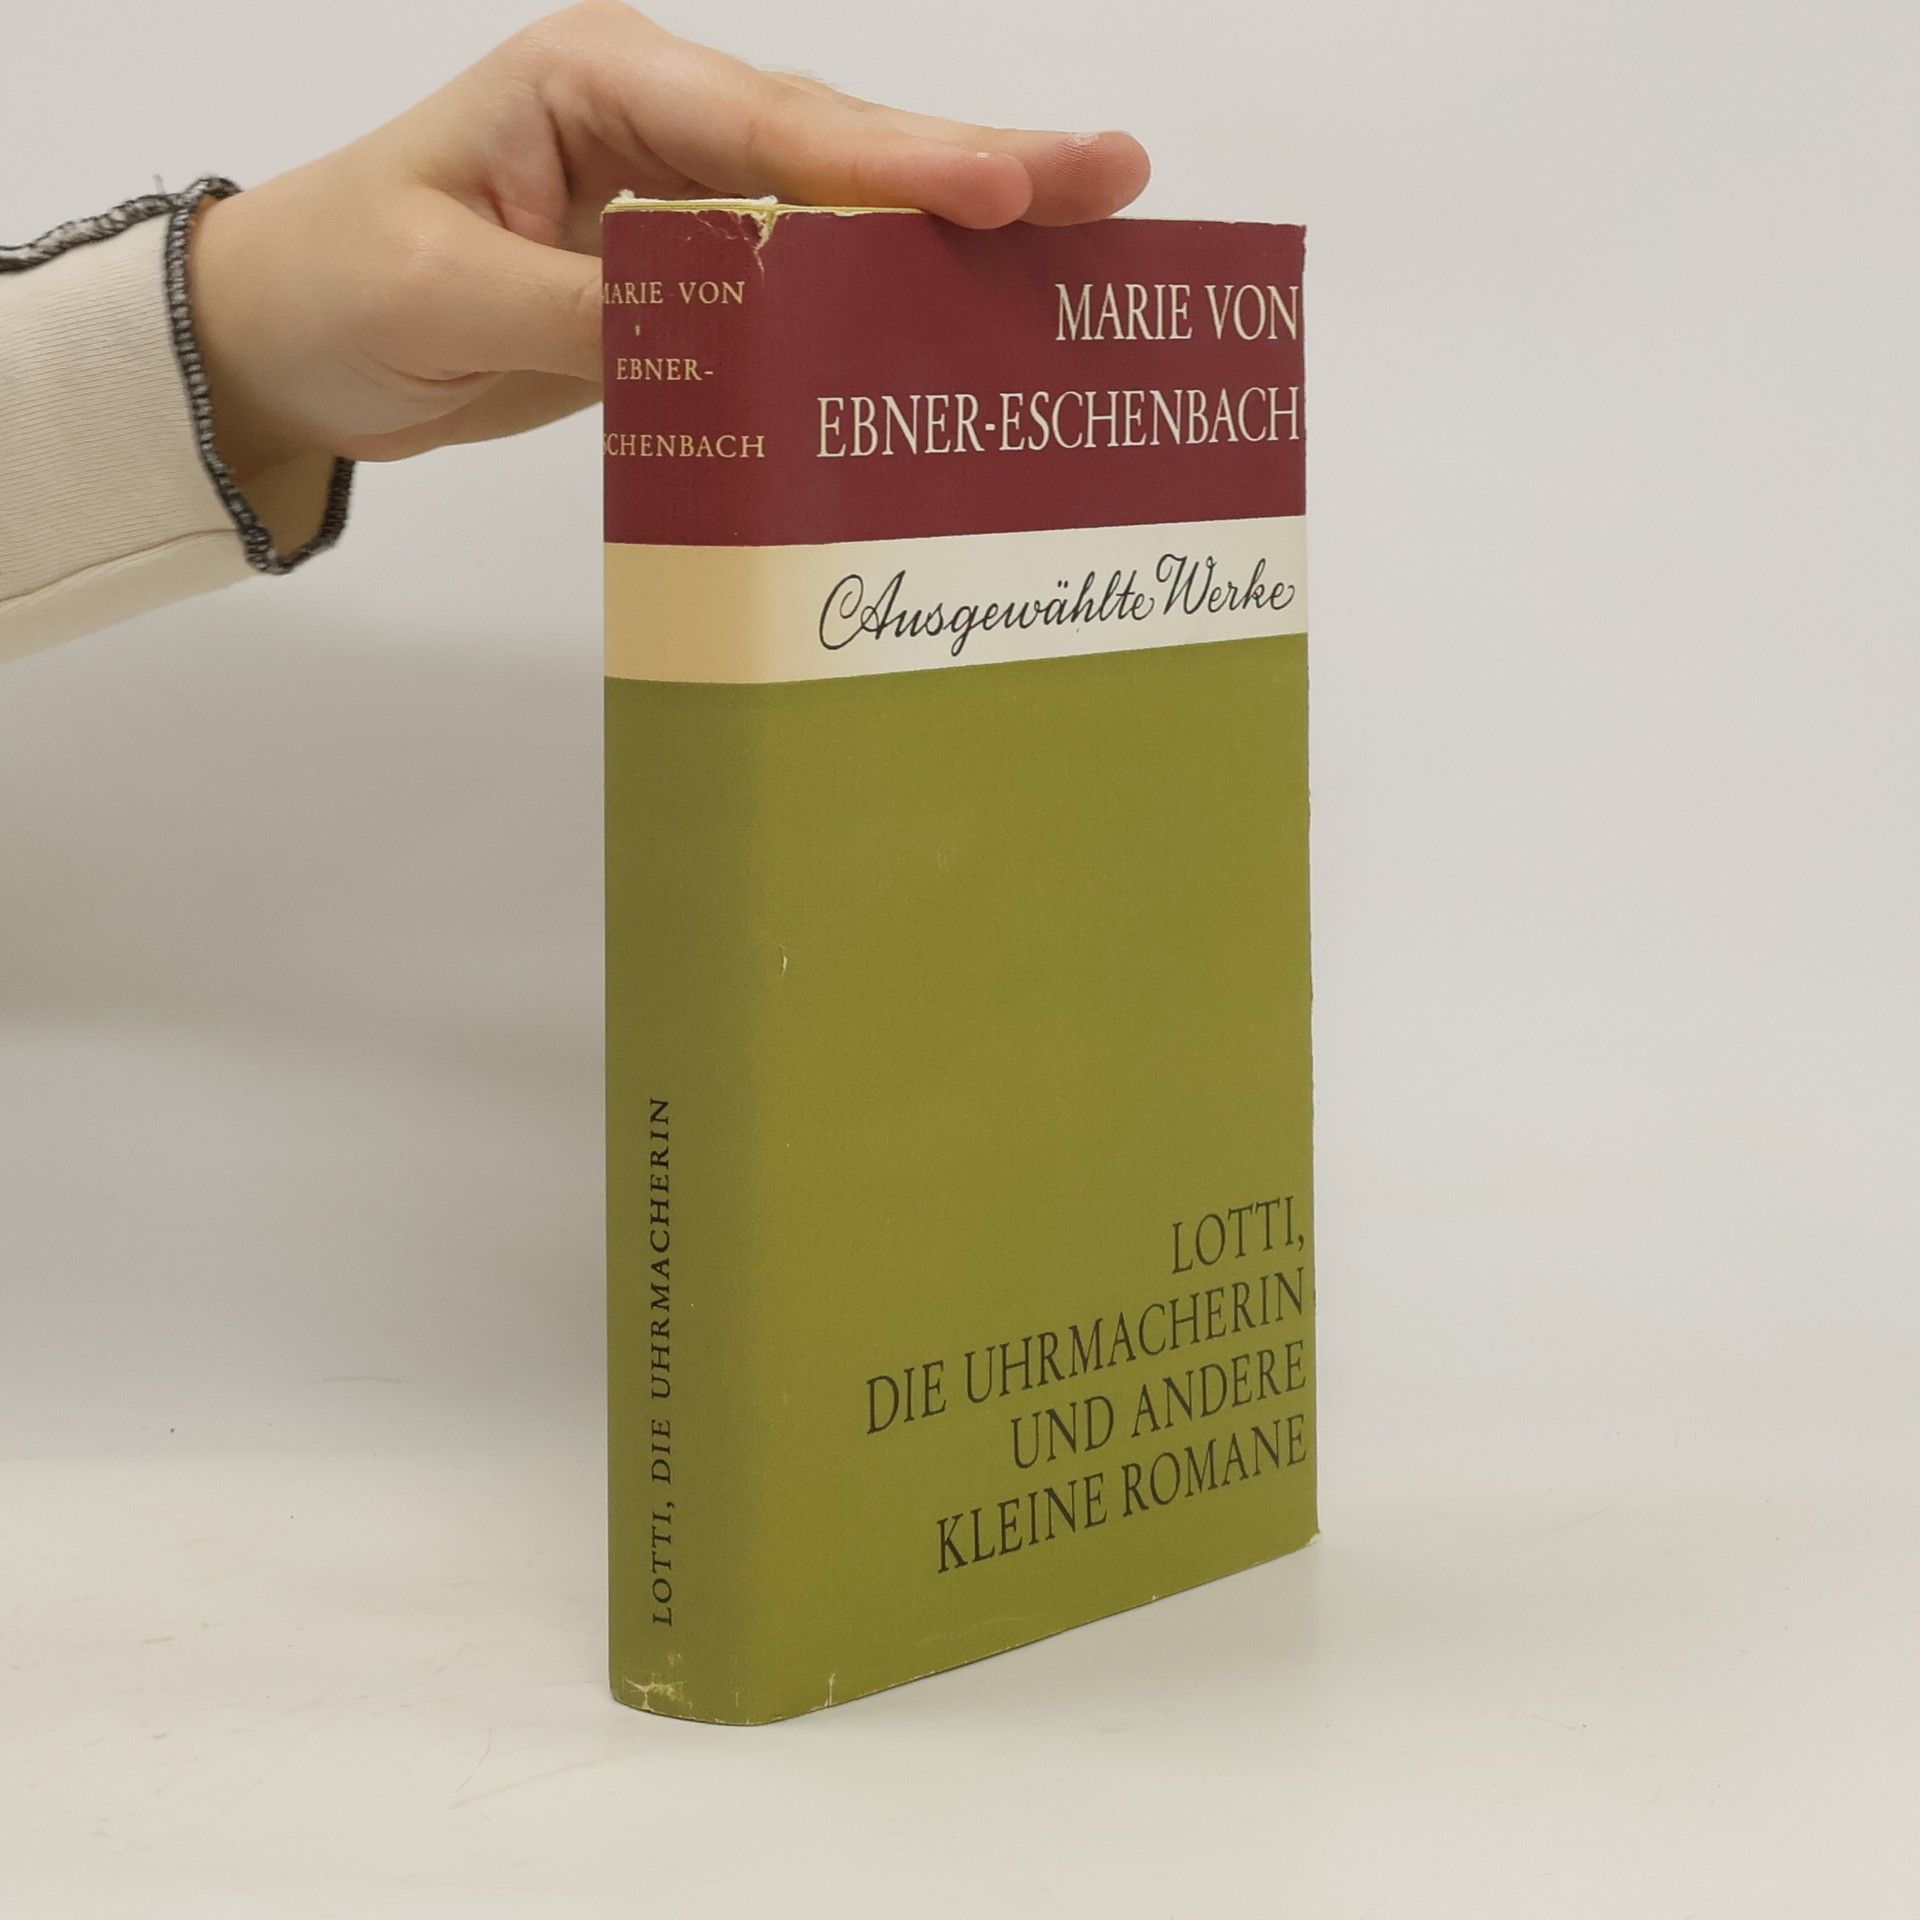 MARIE VON
EBNER-
SCHENBACH
LOTTI, DIE UHRMACHERIN
MARIE VON
EBNER-ESCHENBACH
Ausgewählte Werke
LOTTI,
DIE UHRMACHERIN
UND ANDERE
KLEINE ROMANE